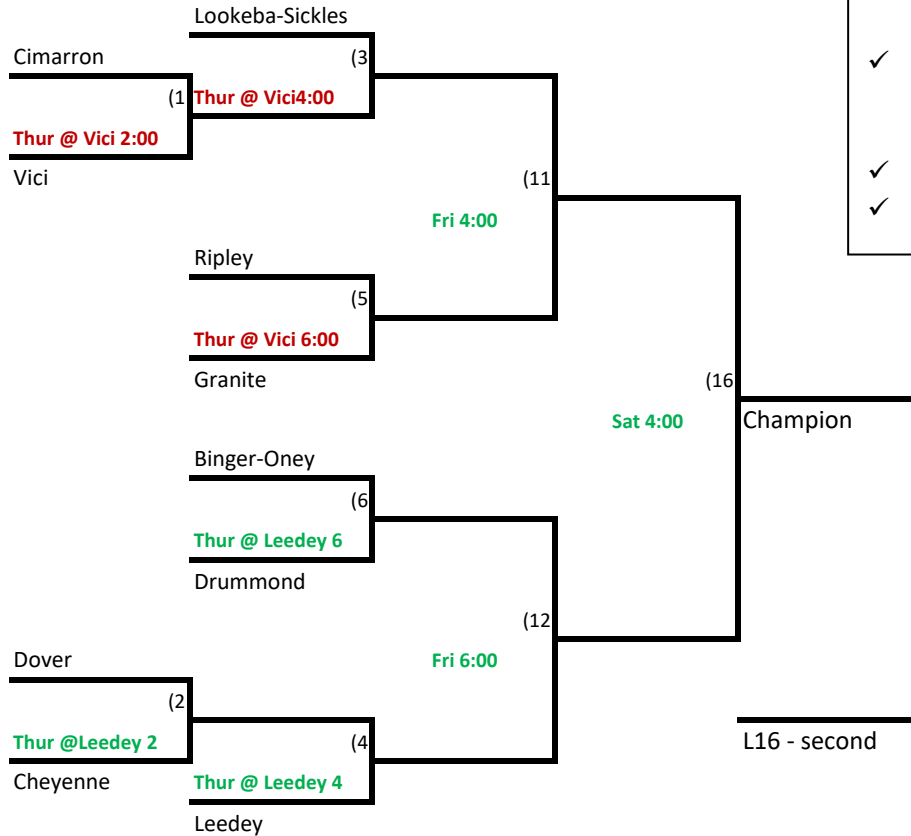 Lookeba-Sickles
Cimarron
(3
✓
(1
Thur @ Vici4:00
Thur @ Vici 2:00
Vici
(11
✓
✓
Fri 4:00
Ripley
(5
Thur @ Vici 6:00
Granite
(16
Sat 4:00
Champion
Binger-Oney
(6
Thur @ Leedey 6
Drummond
(12
Dover
Fri 6:00
(2
Thur @Leedey 2
(4
L16 - second
Cheyenne
Thur @ Leedey 4
Leedey